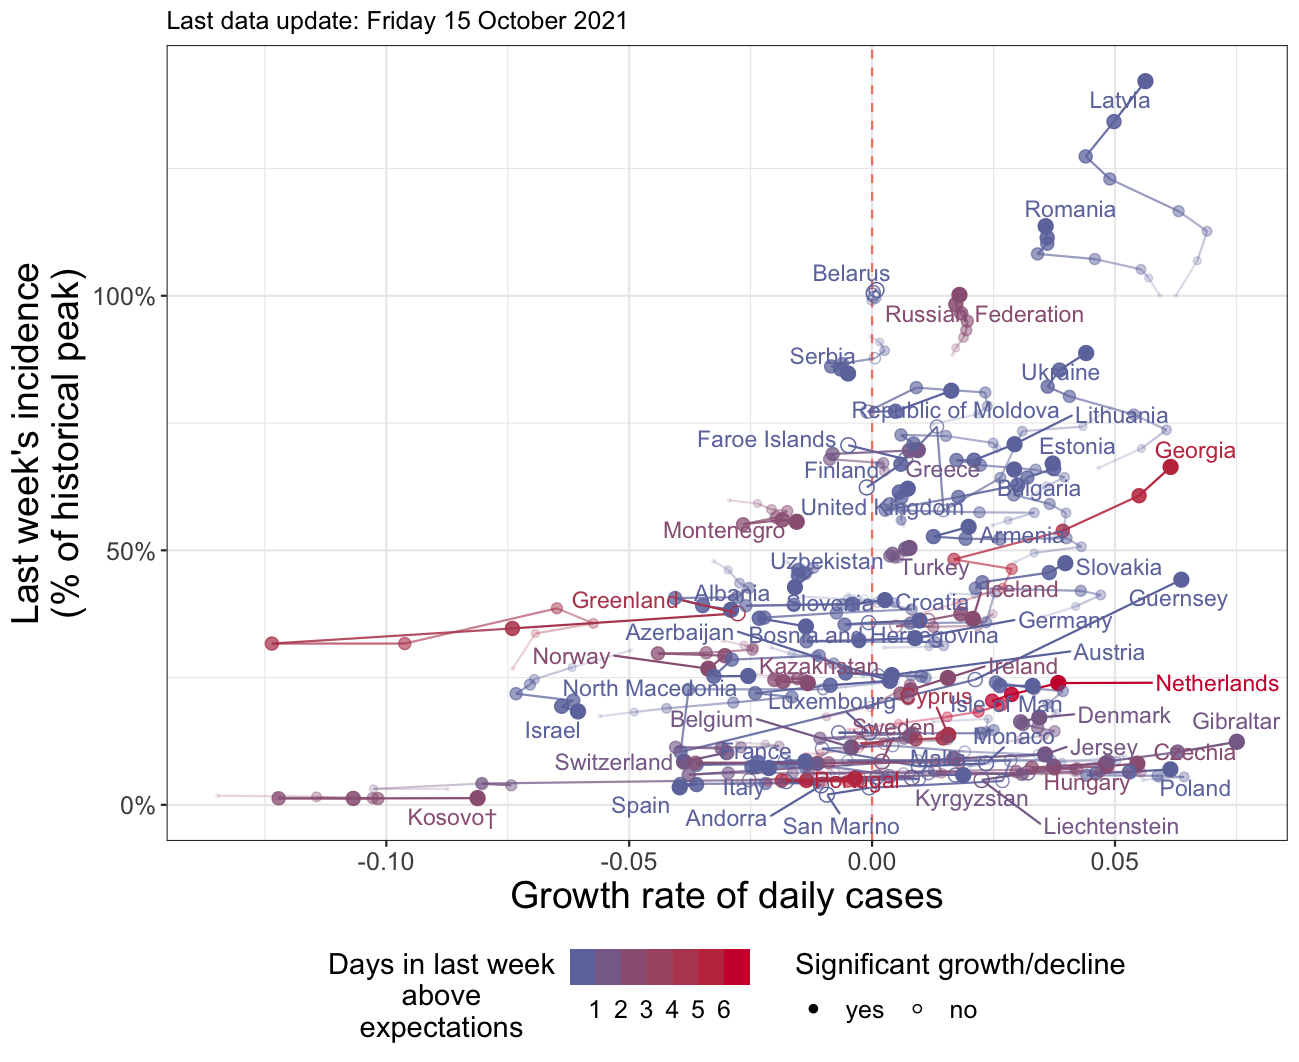 Last data update: Friday 15 October 2021
Last week's incidence
(% of historical peak)
100%
50%
0%
Latvia
Romania
Belarus
Russian Federation
Serbia
Ukraine
Republic of Moldova
Lithuania
Faroe Islands
Estonia
Georgia
Finland
Greece
Bulgaria
United Kingdom
Montenegro
Armenia
Turkey
Uzbekistan
Slovakia
Albania
Greenland
Slovenia
Croatia
Iceland
Guernsey
Azerbaijan
Bosnia and Herzegovina
Germany
Norway
Kazakhstan
Ireland
Austria
North Macedonia
Luxembourg
Cyprus
Isle of Man
Netherlands
Israel
Belgium
Sweden
Denmark
Gibraltar
Monaco
Switzerland
France
Malta
Jersey
Czechia
Spain
Italy
Portugal
Hungary
Poland
Kosovo†
Andorra
San Marino
Kyrgyzstan
Liechtenstein
-0.10
-0.05
0.00
0.05
Growth rate of daily cases
Days in last week
above
expectations
1 2 3 4 5 6
Significant growth/decline
yes
no